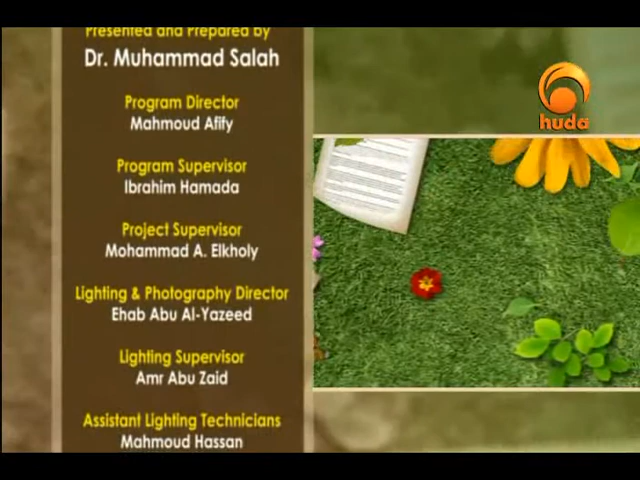 Presented and Prepared by
Dr. Muhammad Salah
Program Director
Mahmoud Afify
Program Supervisor
Ibrahim Hamada
Project Supervisor
Mohammad A. Elkholy
Lighting & Photography Director
Ehab Abu Al-Yazeed
Lighting Supervisor
Amr Abu Zaid
Assistant Lighting Technicians
Mahmoud Hassan
huda